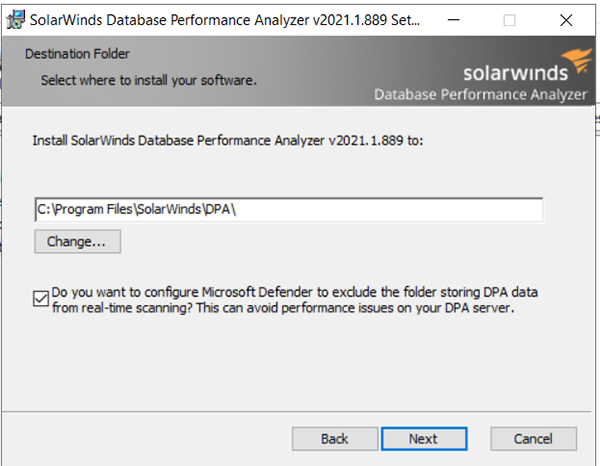 SolarWinds Database Performance Analyzer v2021.1.889 Set...
Destination Folder
Select where to install your software.
solarwinds
Database Performance Analyzer
Install SolarWinds Database Performance Analyzer v2021.1.889 to:
C:\Program Files\SolarWinds\DPA\
Change...
Do you want to configure Microsoft Defender to exclude the folder storing DPA data
from real-time scanning? This can avoid performance issues on your DPA server.
Back
Next
Cancel